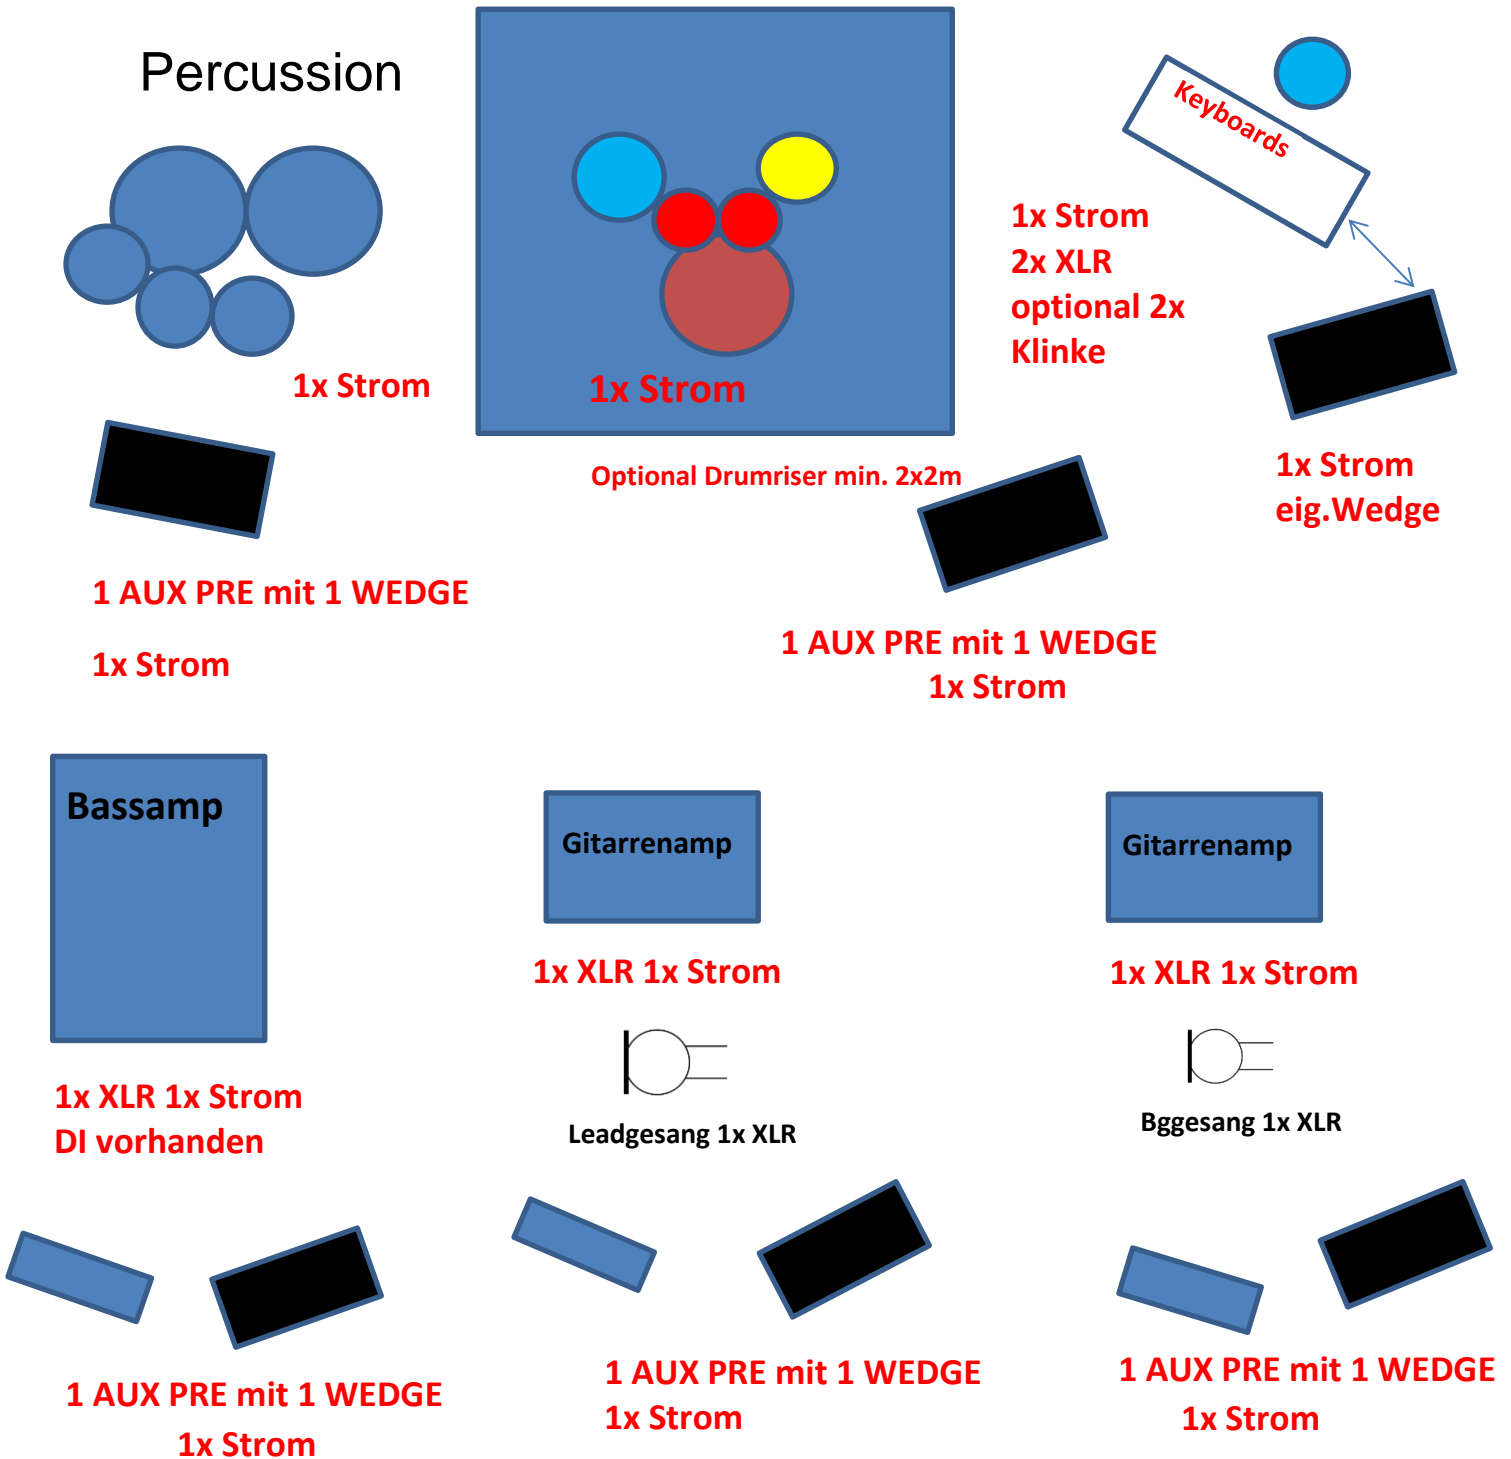 Percussion
Keyboards
1x Strom
2x XLR
optional 2x
Klinke
1x Strom
1x Strom
Optional Drumriser min. 2x2m
1x Strom
eig.Wedge
1 AUX PRE mit 1 WEDGE
1x Strom
1 AUX PRE mit 1 WEDGE
1x Strom
Bassamp
Gitarrenamp
Gitarrenamp
1x XLR 1x Strom
1x XLR 1x Strom
1x XLR 1x Strom
DI vorhanden
Leadgesang 1x XLR
Bggesang 1x XLR
1 AUX PRE mit 1 WEDGE
1x Strom
1 AUX PRE mit 1 WEDGE
1x Strom
1 AUX PRE mit 1 WEDGE
1x Strom